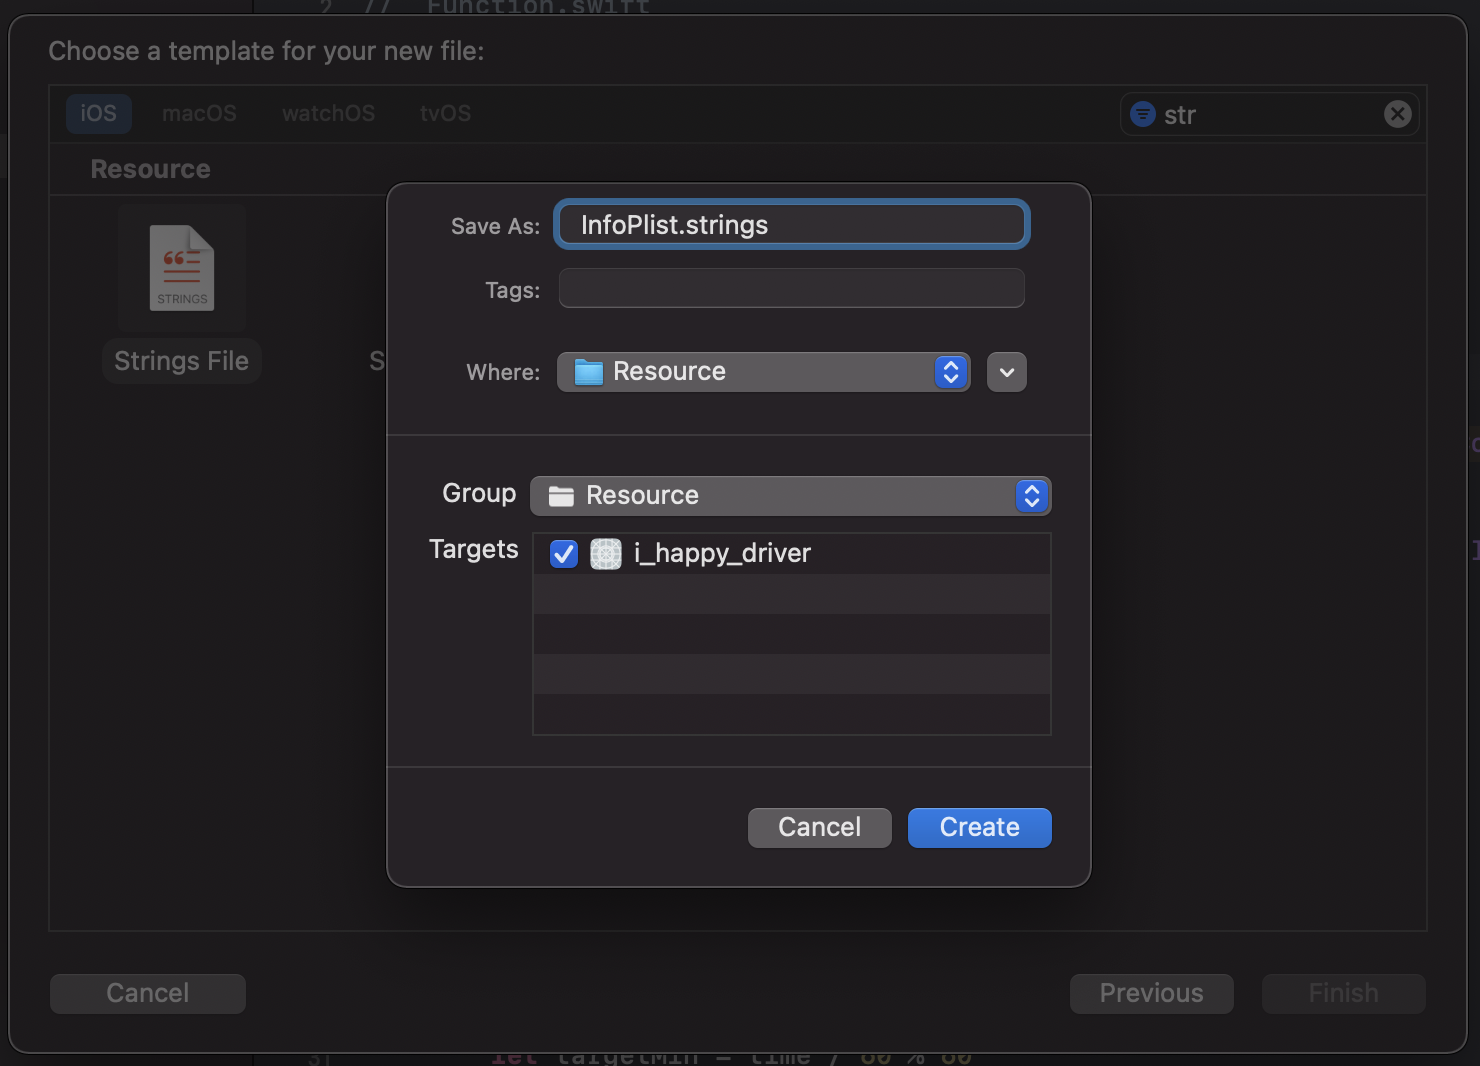 2 // Function.swift
Choose a template for your new file:
iOS macOS watchOS tvOS
str
Resource
STRINGS
Strings File
S
Save As: InfoPlist.strings
Tags:
Where: Resource
Group Resource
Targets i_happy_driver
Cancel Create
Cancel Previous Finish
31 let targetMin = time / 60 % 60